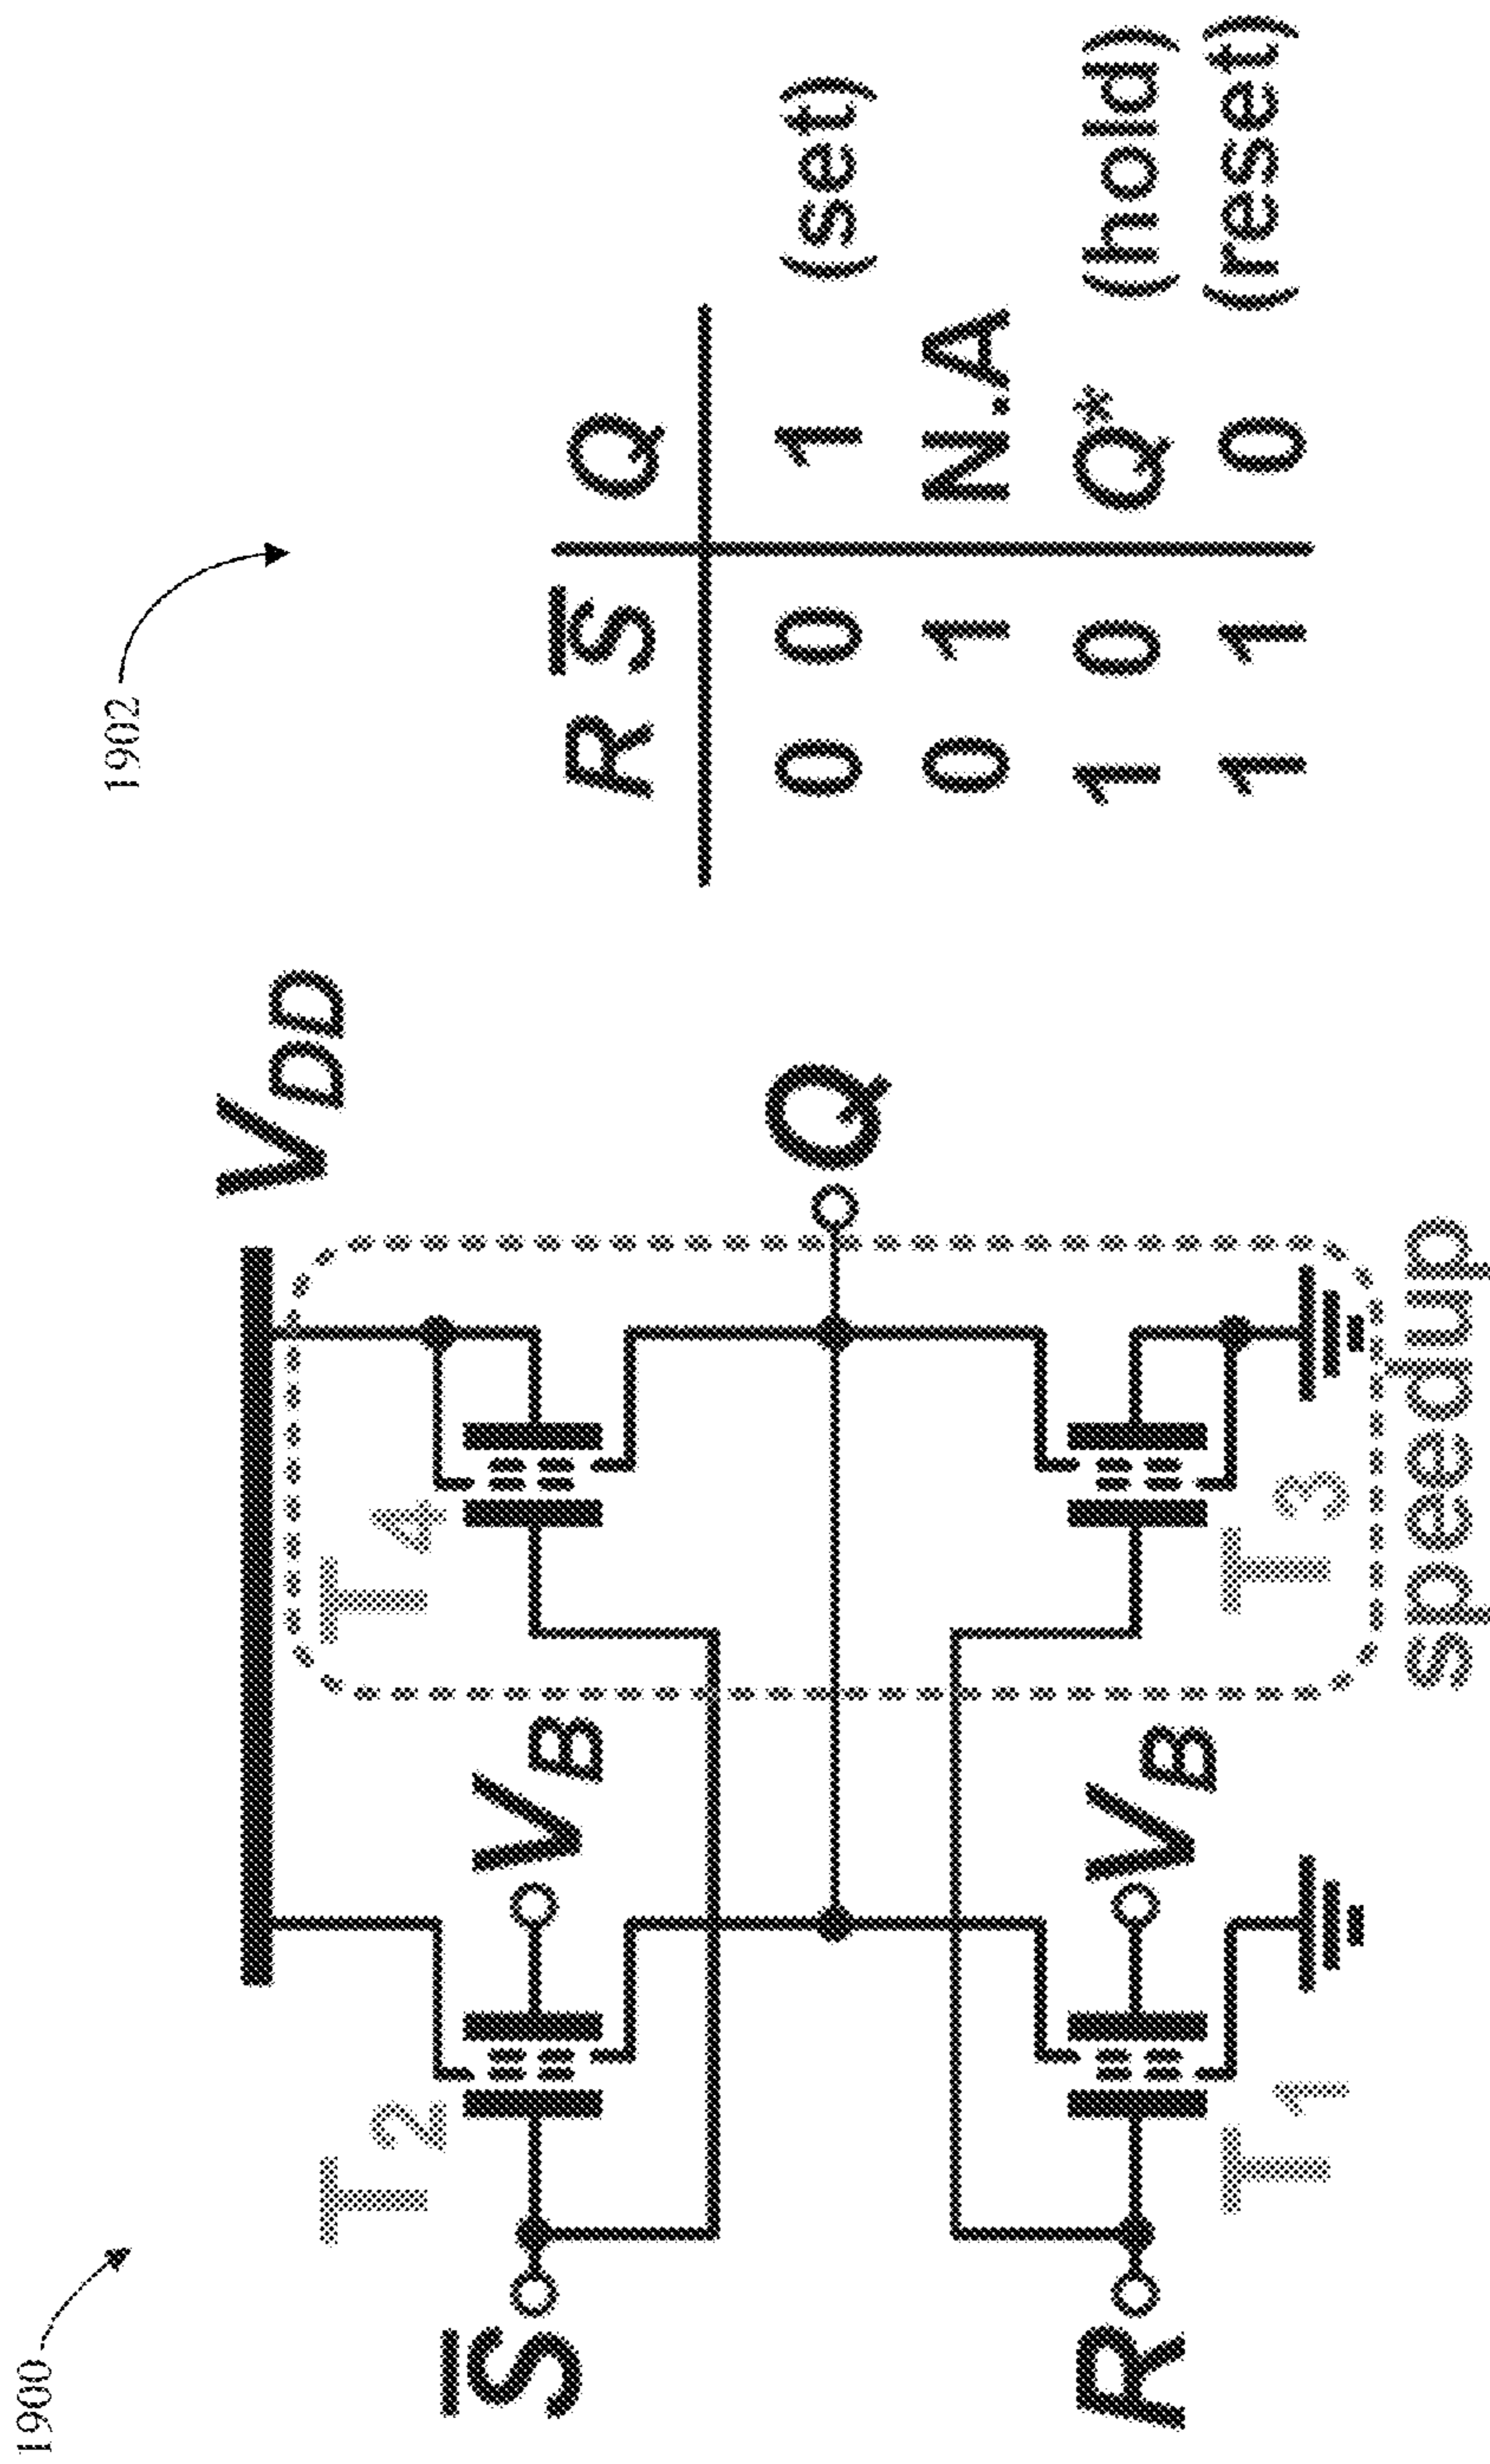 1900
1902
V_DD
S̅
T2
V_B
T4
Q
R
T1
V_B
T3
speedup
R S̅ Q
0 0 1 (set)
0 1 N.A
1 0 Q* (hold)
1 1 0 (reset)